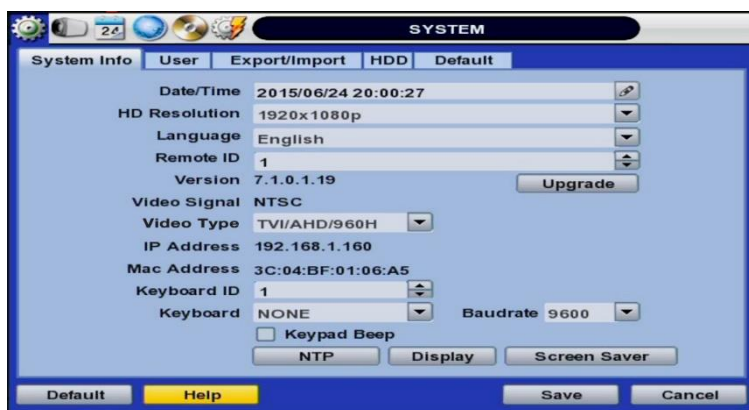 24
SYSTEM
System Info User Export/Import HDD Default
Date/Time 2015/06/24 20:00:27
HD Resolution 1920x1080p
Language English
Remote ID 1
Version 7.1.0.1.19 Upgrade
Video Signal NTSC
Video Type TVI/AHD/960H
IP Address 192.168.1.160
Mac Address 3C:04:BF:01:06:A5
Keyboard ID 1
Keyboard NONE Baudrate 9600
Keypad Beep
NTP Display Screen Saver
Default Help Save Cancel